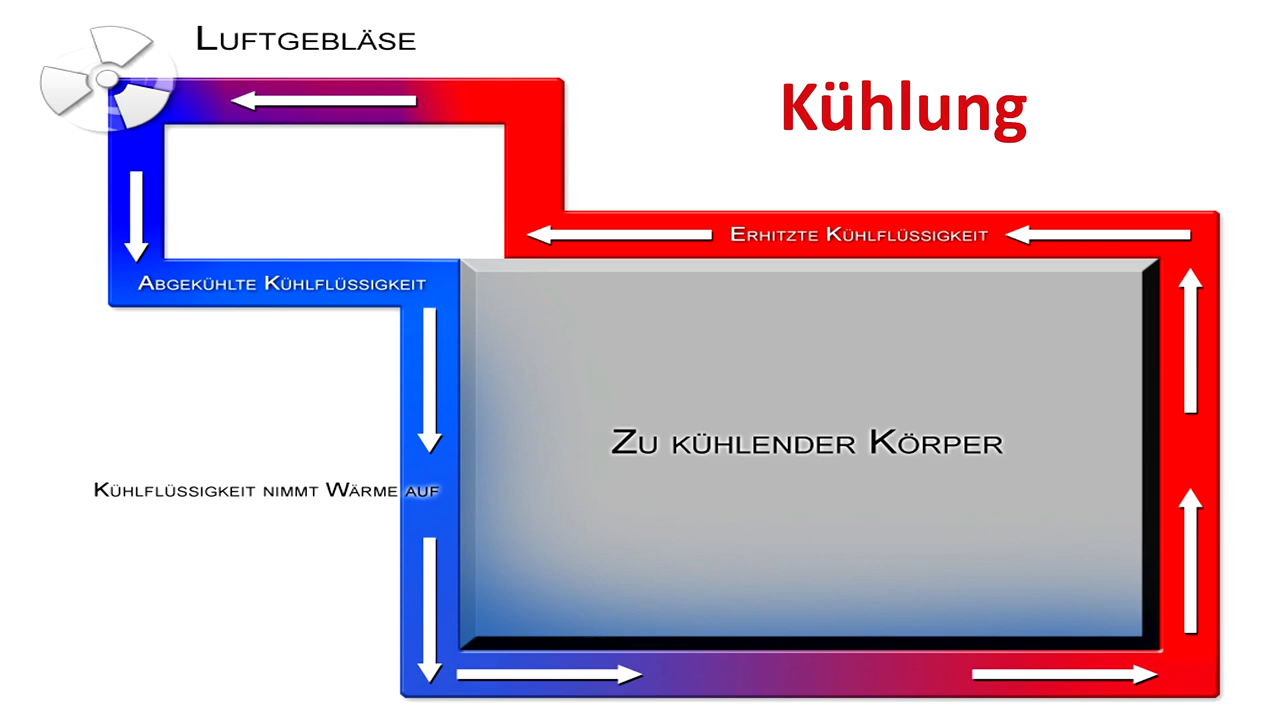 Luftgebläse
Kühlung
Erhitzte Kühlflüssigkeit
Abgekühlte Kühlflüssigkeit
Zu kühlender Körper
Kühlflüssigkeit nimmt Wärme auf